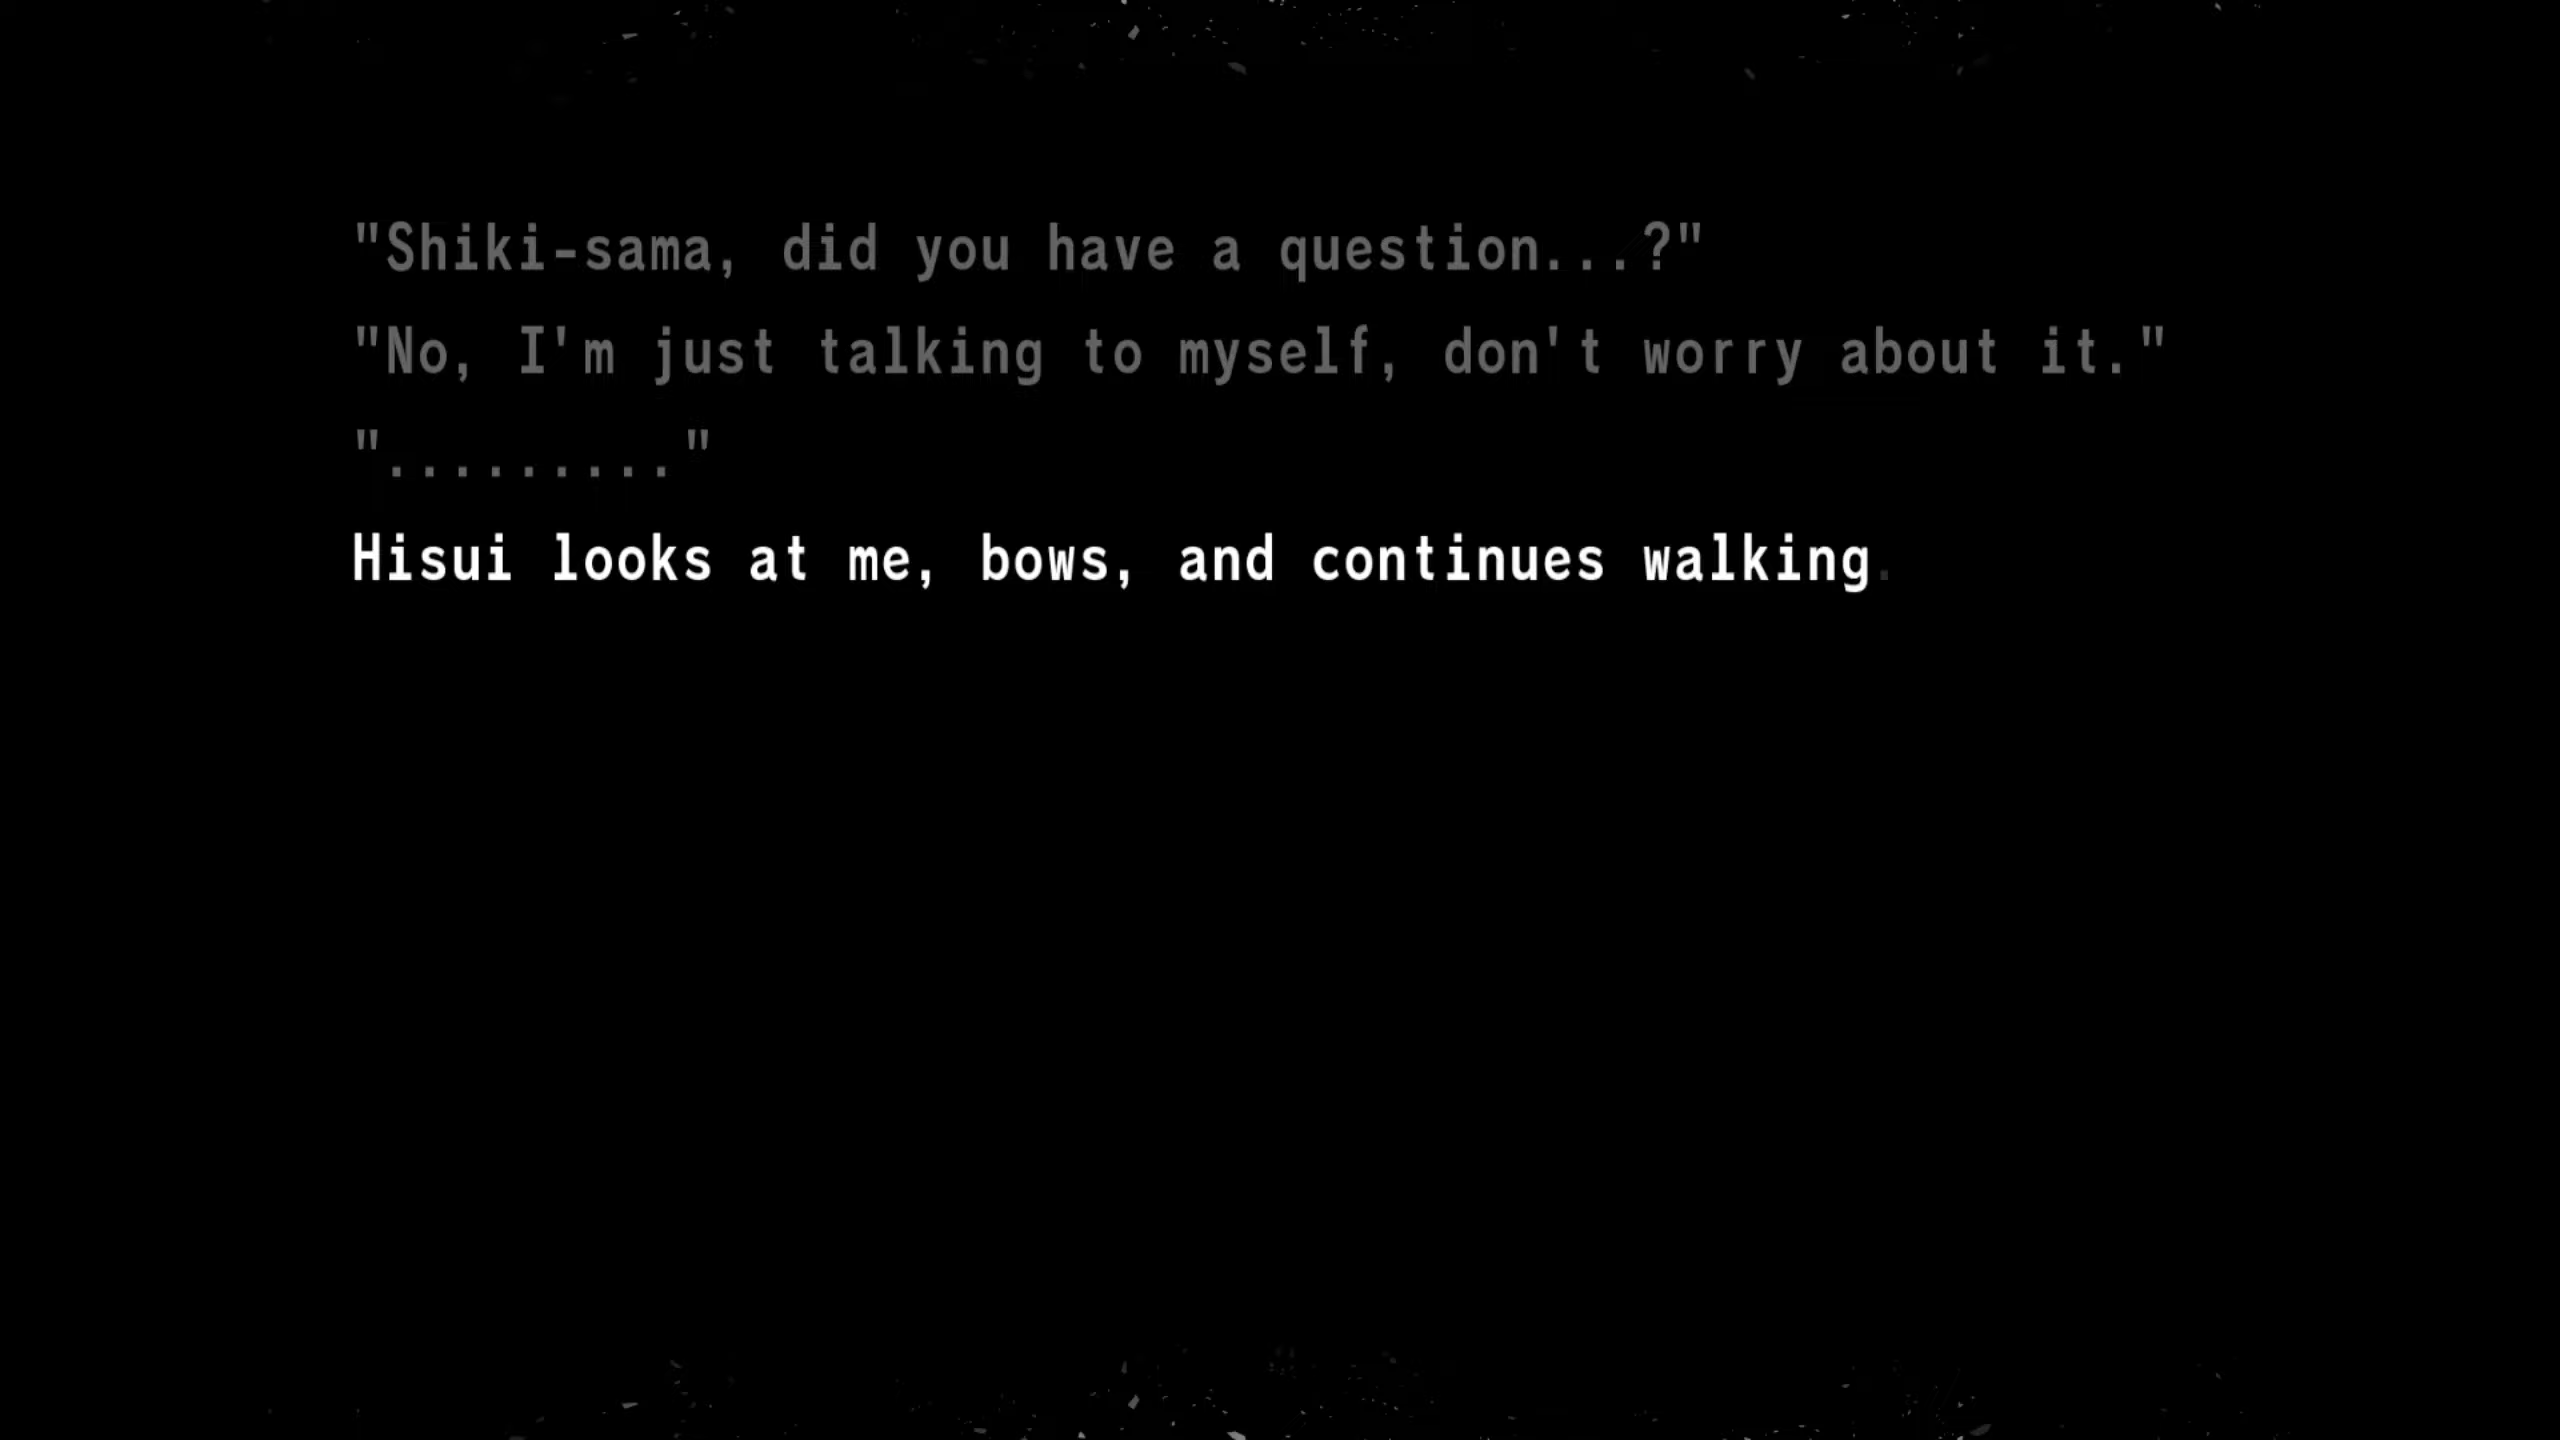 "Shiki-sama, did you have a question...?"
"No, I'm just talking to myself, don't worry about it."
"........."
Hisui looks at me, bows, and continues walking.